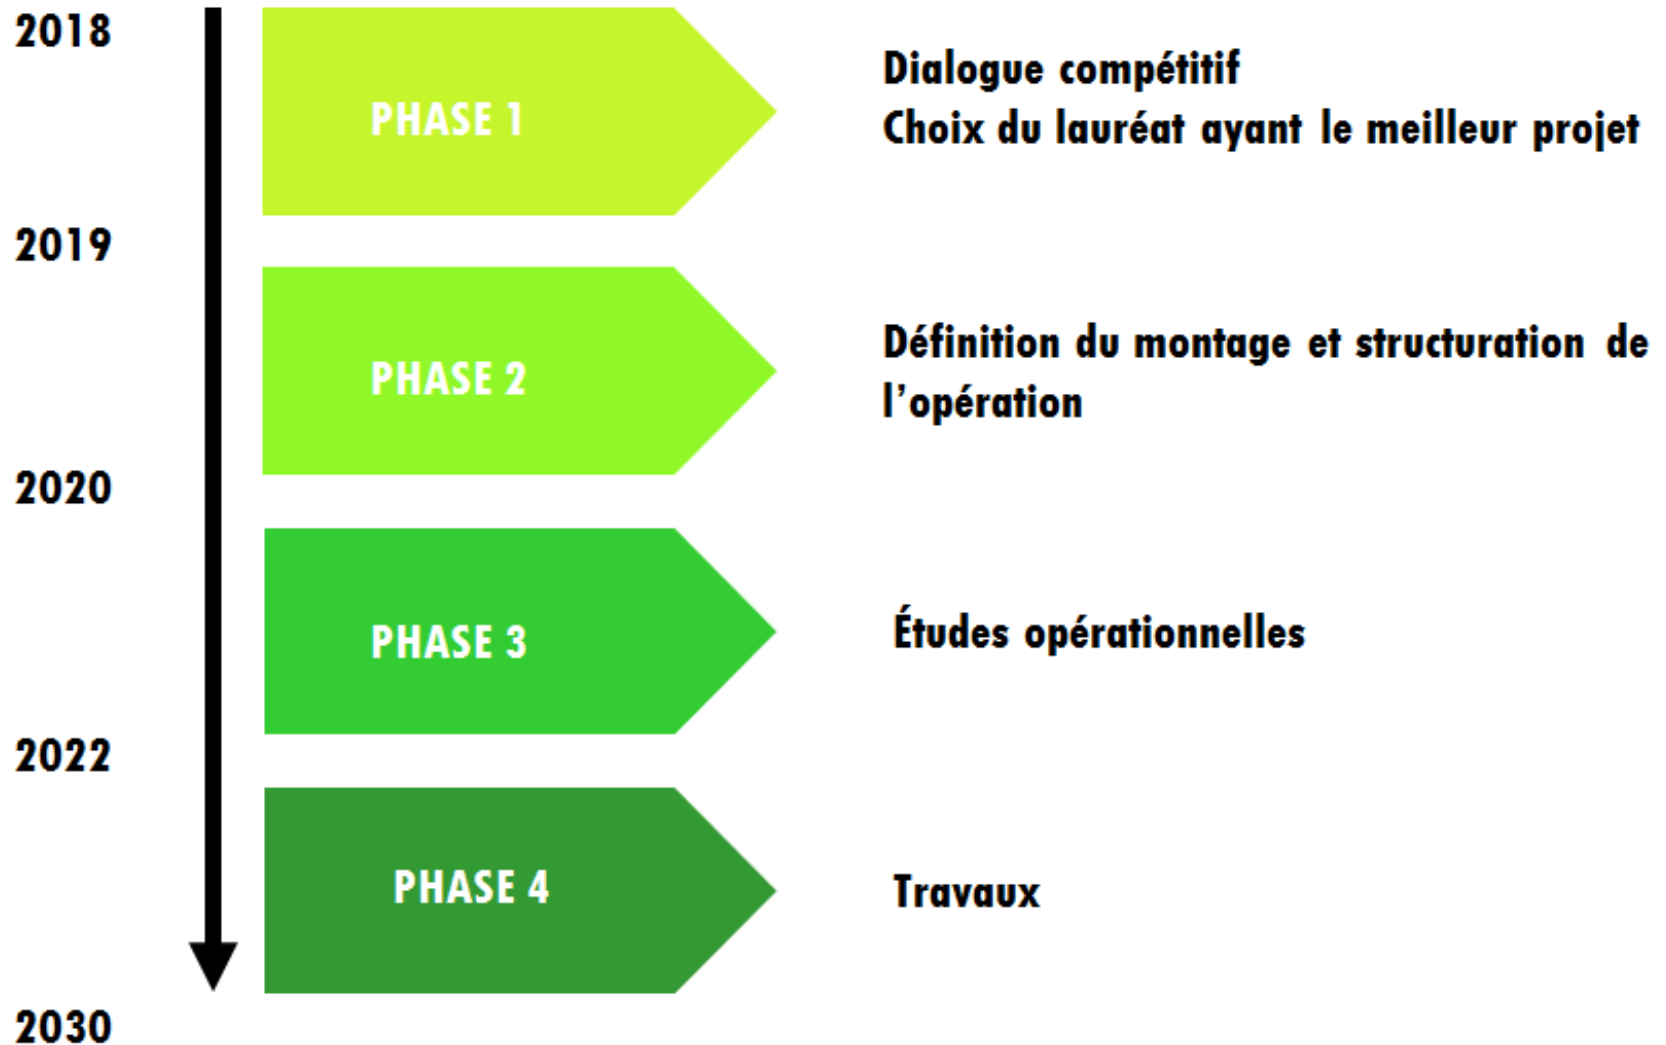 2018
PHASE 1
Dialogue compétitif
Choix du lauréat ayant le meilleur projet
2019
PHASE 2
Définition du montage et structuration de
l'opération
2020
PHASE 3
Études opérationnelles
2022
PHASE 4
Travaux
2030